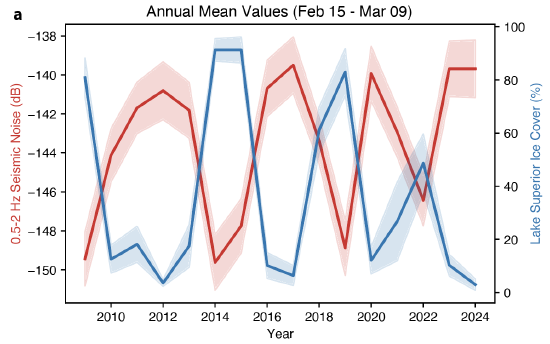 a
Annual Mean Values (Feb 15 - Mar 09)
0.5-2 Hz Seismic Noise (dB)
−138
−140
−142
−144
−146
−148
−150
2010 2012 2014 2016 2018 2020 2022 2024
Year
100
80
60
40
20
0
Lake Superior Ice Cover (%)